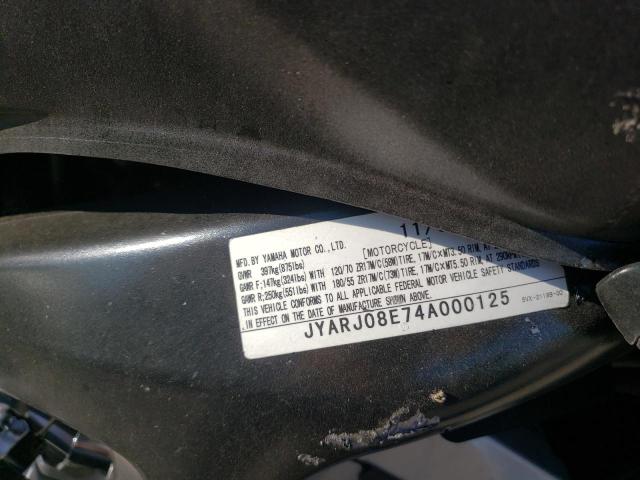 11/
MFD. BY YAMAHA MOTOR CO., LTD.
[MOTORCYCLE]
GVWR 397kg(875lbs)
GAWR F:147kg(324lbs) WITH 120/70 ZR17M/C(58W)TIRE, 17M/C×MT3.50 RIM, AT
GAWR R:250kg(551lbs) WITH 180/55 ZR17M/C(73W)TIRE, 17M/C×MT5.50 RIM, AT 290KPA
THIS VEHICLE CONFORMS TO ALL APPLICABLE FEDERAL MOTOR VEHICLE SAFETY STANDARDS
IN EFFECT ON THE DATE OF MANUFACTURE SHOWN ABOVE.
JYARJ08E74A000125